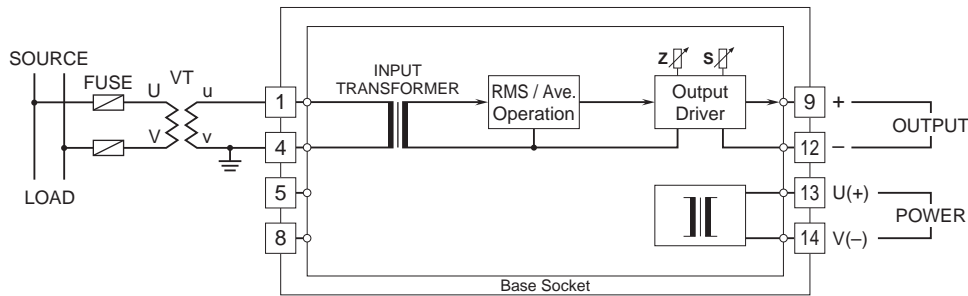 SOURCE
FUSE
VT
U
u
V
v
LOAD
1
4
5
8
INPUT
TRANSFORMER
RMS / Ave.
Operation
Z
S
Output
Driver
9
+
12
–
OUTPUT
13
U(+)
14
V(–)
POWER
Base Socket